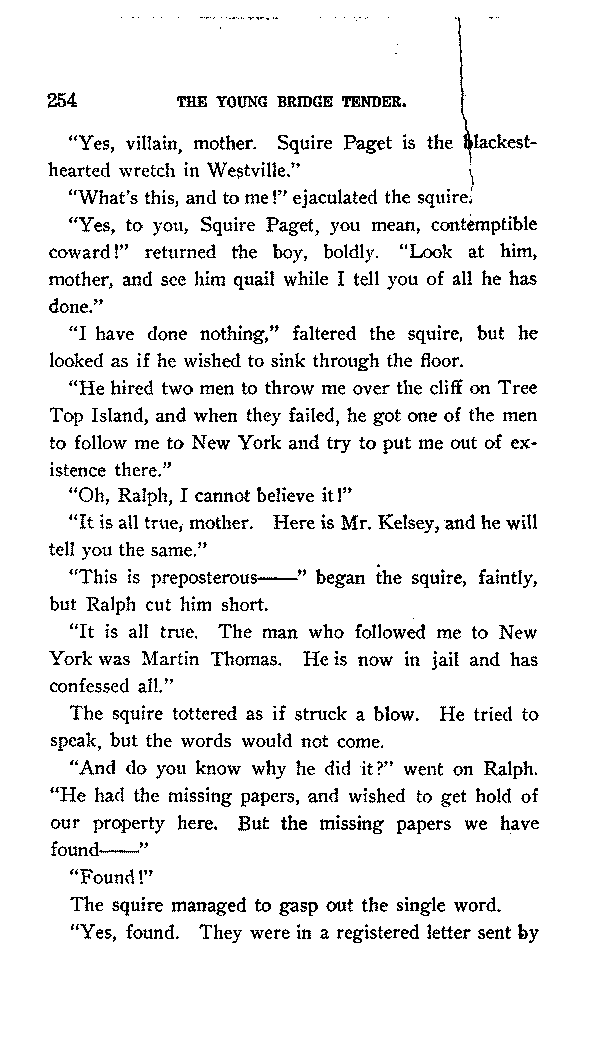 254 THE YOUNG BRIDGE TENDER.
"Yes, villain, mother. Squire Paget is the blackest-
hearted wretch in Westville."
"What's this, and to me!" ejaculated the squire.
"Yes, to you, Squire Paget, you mean, contemptible
coward!" returned the boy, boldly. "Look at him,
mother, and see him quail while I tell you of all he has
done."
"I have done nothing," faltered the squire, but he
looked as if he wished to sink through the floor.
"He hired two men to throw me over the cliff on Tree
Top Island, and when they failed, he got one of the men
to follow me to New York and try to put me out of ex-
istence there."
"Oh, Ralph, I cannot believe it!"
"It is all true, mother. Here is Mr. Kelsey, and he will
tell you the same."
"This is preposterous——" began the squire, faintly,
but Ralph cut him short.
"It is all true. The man who followed me to New
York was Martin Thomas. He is now in jail and has
confessed all."
The squire tottered as if struck a blow. He tried to
speak, but the words would not come.
"And do you know why he did it?" went on Ralph.
"He had the missing papers, and wished to get hold of
our property here. But the missing papers we have
found——"
"Found!"
The squire managed to gasp out the single word.
"Yes, found. They were in a registered letter sent by